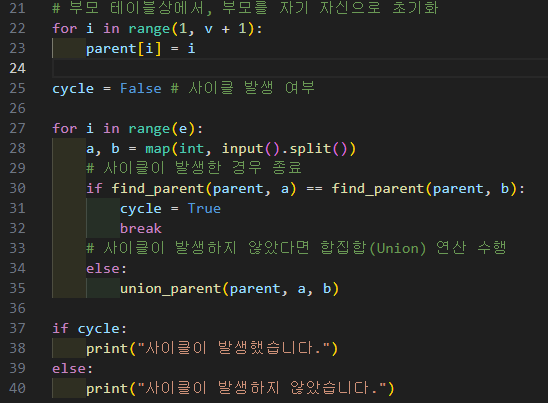 21 # 부모 테이블상에서, 부모를 자기 자신으로 초기화
22 for i in range(1, v + 1):
23     parent[i] = i
24
25 cycle = False # 사이클 발생 여부
26
27 for i in range(e):
28     a, b = map(int, input().split())
29     # 사이클이 발생한 경우 종료
30     if find_parent(parent, a) == find_parent(parent, b):
31         cycle = True
32         break
33     # 사이클이 발생하지 않았다면 합집합(Union) 연산 수행
34     else:
35         union_parent(parent, a, b)
36
37 if cycle:
38     print("사이클이 발생했습니다.")
39 else:
40     print("사이클이 발생하지 않았습니다.")